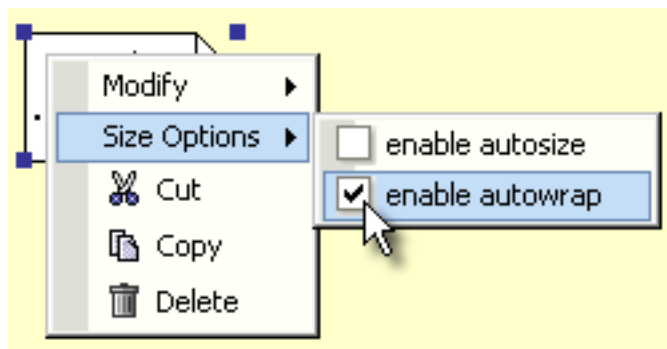 Modify
Size Options
Cut
Copy
Delete
enable autosize
enable autowrap